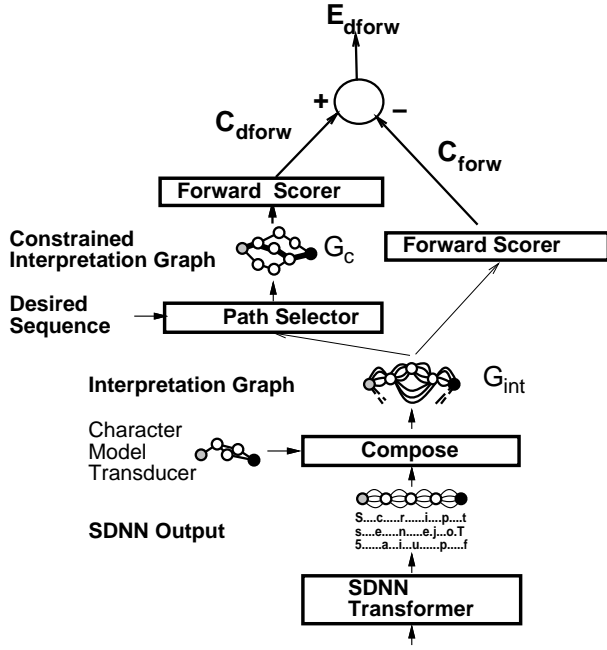 E_dforw
+
−
C_dforw
C_forw
Forward Scorer
Constrained
Interpretation Graph
G_c
Forward Scorer
Desired
Sequence
Path Selector
Interpretation Graph
G_int
Character
Model
Transducer
Compose
SDNN Output
S....c.....r......i...p....t
s...e.....n.....e.j...o.T
5......a...i...u......p.....f
SDNN
Transformer